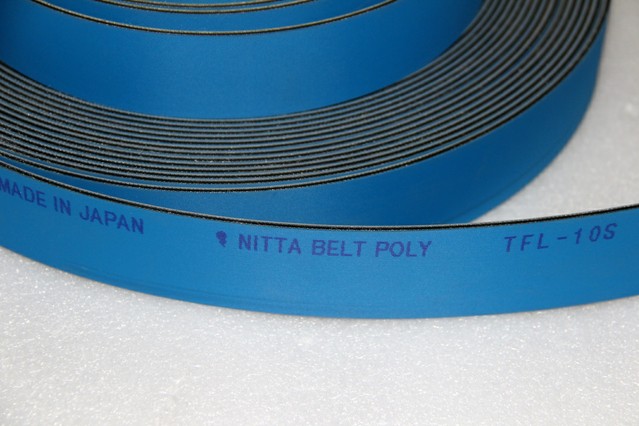 MADE IN JAPAN NITTA BELT POLY TFL-10S